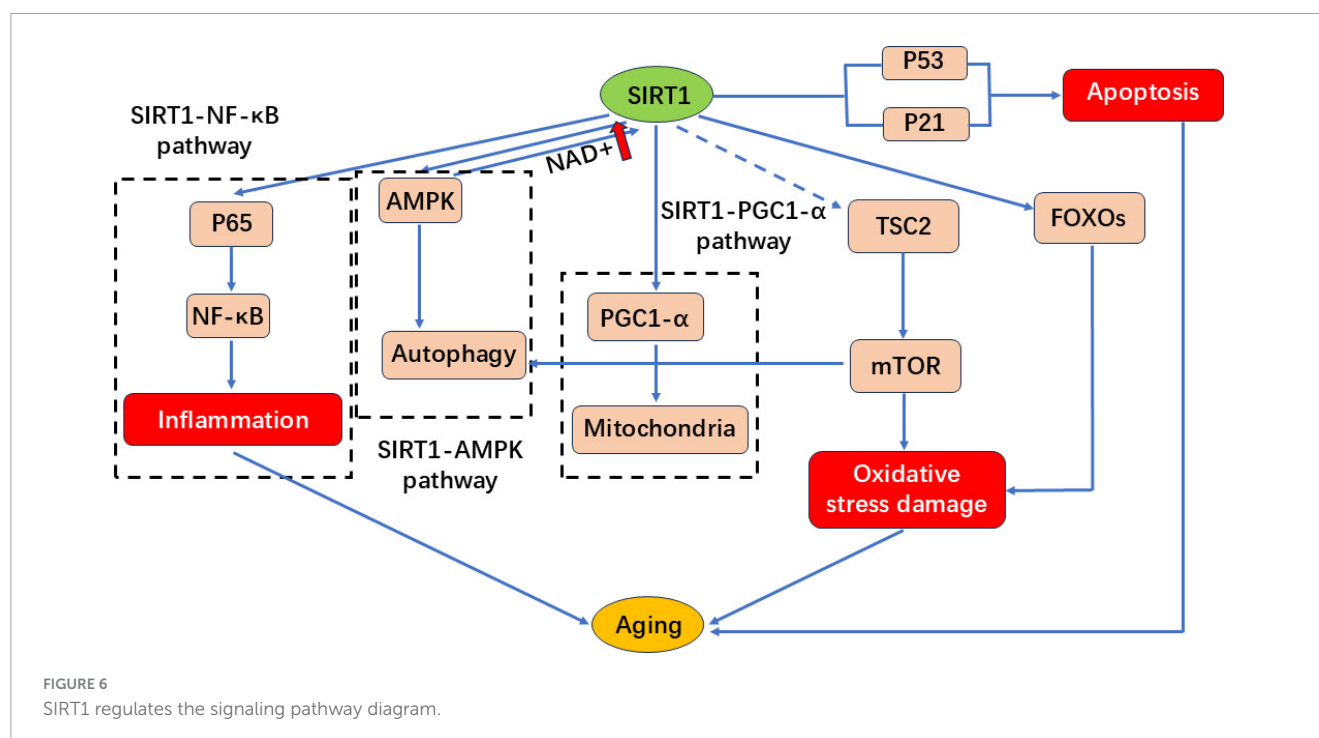 P53
SIRT1
Apoptosis
P21
SIRT1-NF-κB
pathway
NAD+
AMPK
SIRT1-PGC1-α
pathway
P65
TSC2
FOXOs
NF-κB
PGC1-α
Autophagy
mTOR
Inflammation
Mitochondria
SIRT1-AMPK
pathway
Oxidative
stress damage
Aging
FIGURE 6
SIRT1 regulates the signaling pathway diagram.